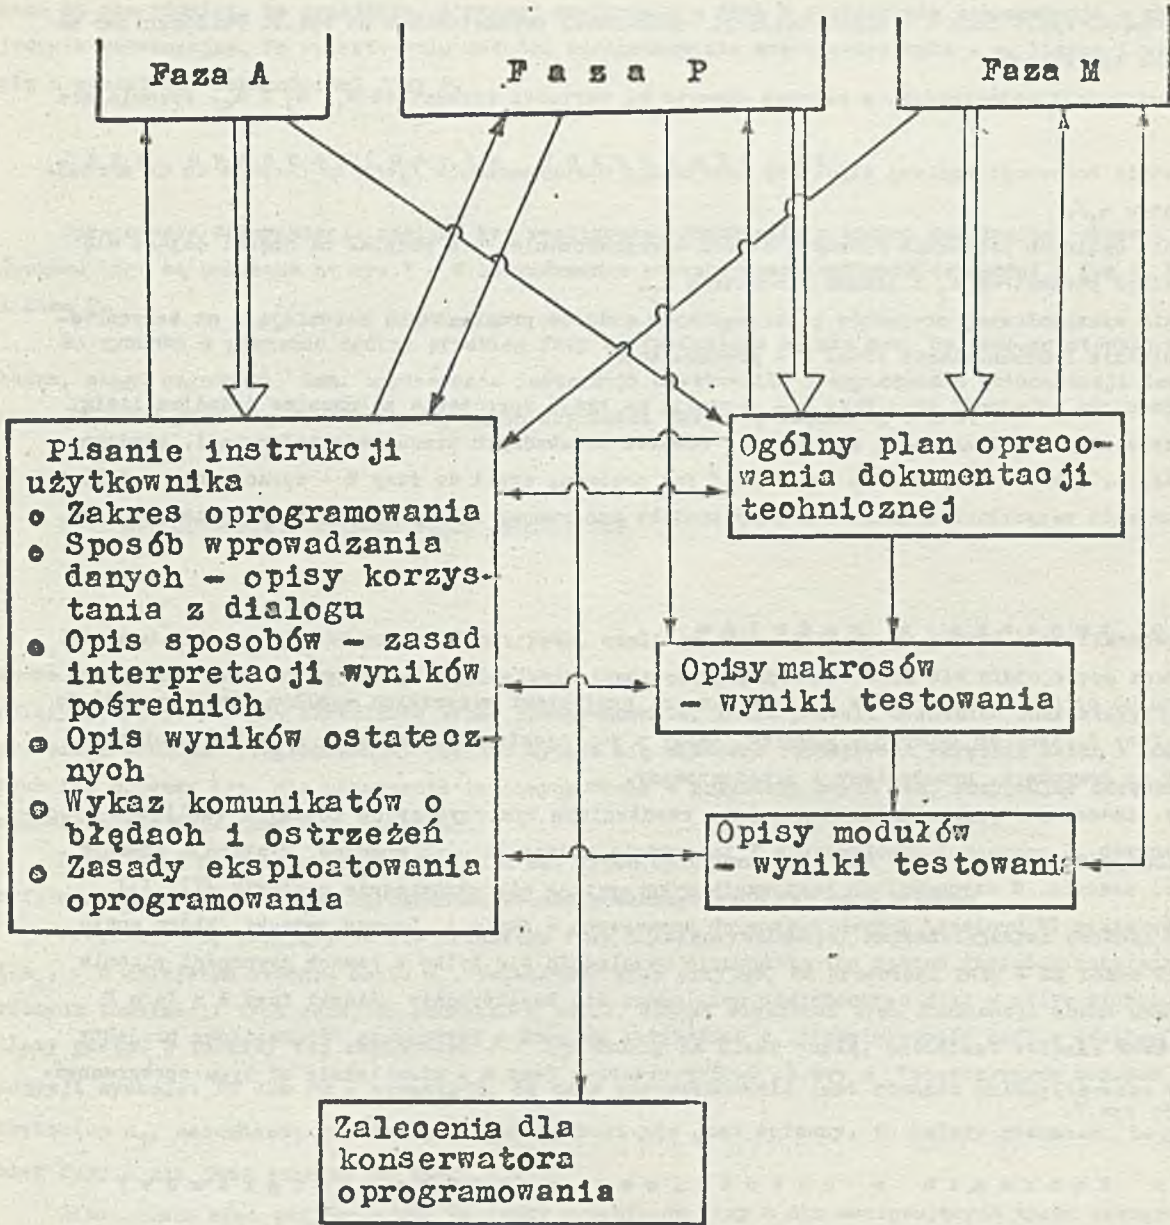 Faza A
Faza P
Faza M
Pisanie instrukcji
użytkownika
• Zakres oprogramowania
• Sposób wprowadzania
danych - opisy korzys-
tania z dialogu
• Opis sposobów - zasad
interpretacji wyników
pośrednich
• Opis wyników ostatecz-
nych
• Wykaz komunikatów o
błędach i ostrzeżeń
• Zasady eksploatowania
oprogramowania
Ogólny plan opraco-
wania dokumentacji
technicznej
Opisy makrosów
- wyniki testowania
Opisy modułów
- wyniki testowania
Zalecenia dla
konserwatora
oprogramowania